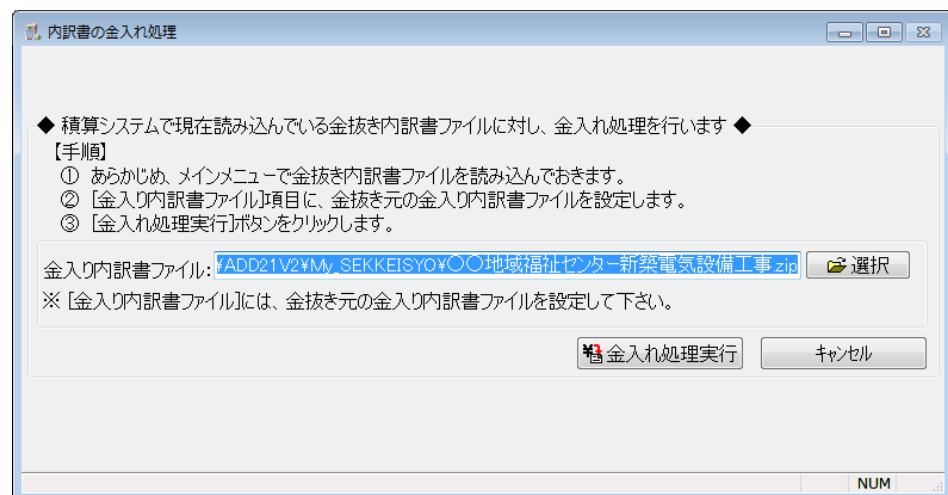 内訳書の金入れ処理
◆ 積算システムで現在読み込んでいる金抜き内訳書ファイルに対し、金入れ処理を行います ◆
【手順】
① あらかじめ、メインメニューで金抜き内訳書ファイルを読み込んでおきます。
② [金入り内訳書ファイル]項目に、金抜き元の金入り内訳書ファイルを設定します。
③ [金入れ処理実行]ボタンをクリックします。
金入り内訳書ファイル: ¥ADD21V2¥My_SEKKEISYO¥〇〇地域福祉センター新築電気設備工事.zip 選択
※ [金入り内訳書ファイル]には、金抜き元の金入り内訳書ファイルを設定して下さい。
金入れ処理実行 キャンセル
NUM